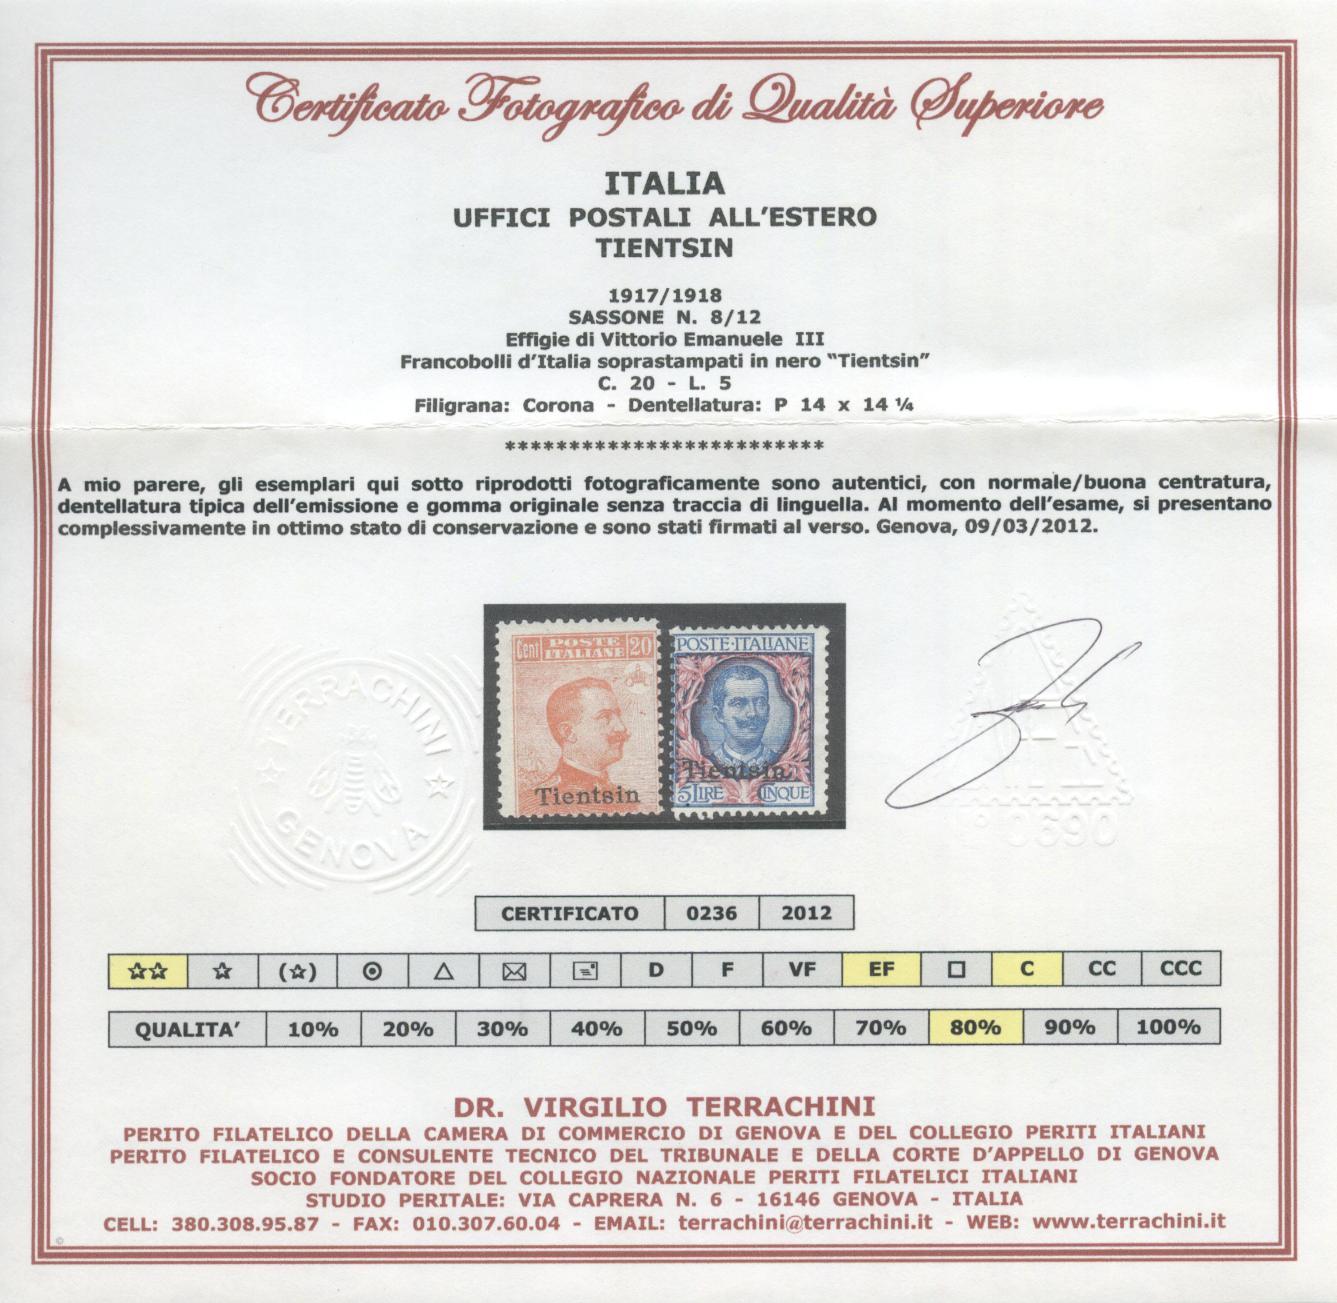 Certificato Fotografico di Qualità Superiore
ITALIA
UFFICI POSTALI ALL'ESTERO
TIENTSIN
1917/1918
SASSONE N. 8/12
Effigie di Vittorio Emanuele III
Francobolli d'Italia soprastampati in nero "Tientsin"
C. 20 - L. 5
Filigrana: Corona - Dentellatura: P 14 x 14 ¼
*************************
A mio parere, gli esemplari qui sotto riprodotti fotograficamente sono autentici, con normale/buona centratura,
dentellatura tipica dell'emissione e gomma originale senza traccia di linguella. Al momento dell'esame, si presentano
complessivamente in ottimo stato di conservazione e sono stati firmati al verso. Genova, 09/03/2012.
TERRACHINI
GENOVA
Cent POSTE ITALIANE 20
Tientsin
POSTE·ITALIANE
Tientsin
5 LIRE CINQUE
0690
CERTIFICATO 0236 2012
☆☆ ☆ (☆) D F VF EF C CC CCC
QUALITA' 10% 20% 30% 40% 50% 60% 70% 80% 90% 100%
DR. VIRGILIO TERRACHINI
PERITO FILATELICO DELLA CAMERA DI COMMERCIO DI GENOVA E DEL COLLEGIO PERITI ITALIANI
PERITO FILATELICO E CONSULENTE TECNICO DEL TRIBUNALE E DELLA CORTE D'APPELLO DI GENOVA
SOCIO FONDATORE DEL COLLEGIO NAZIONALE PERITI FILATELICI ITALIANI
STUDIO PERITALE: VIA CAPRERA N. 6 - 16146 GENOVA - ITALIA
CELL: 380.308.95.87 - FAX: 010.307.60.04 - EMAIL: terrachini@terrachini.it - WEB: www.terrachini.it
©